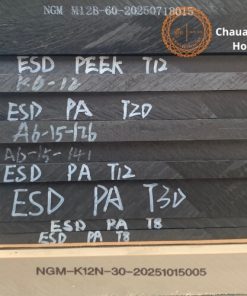 NGM M12B-60-20250718015
Chaua
Ho
ESD PEEK T12
KD-12
ESD PA T20
A6-15-126
A6-15-141
ESD PA T12
ESD PA T30
ESD PA T8
ESD PA T8
NGM-K12N-30-20251015005